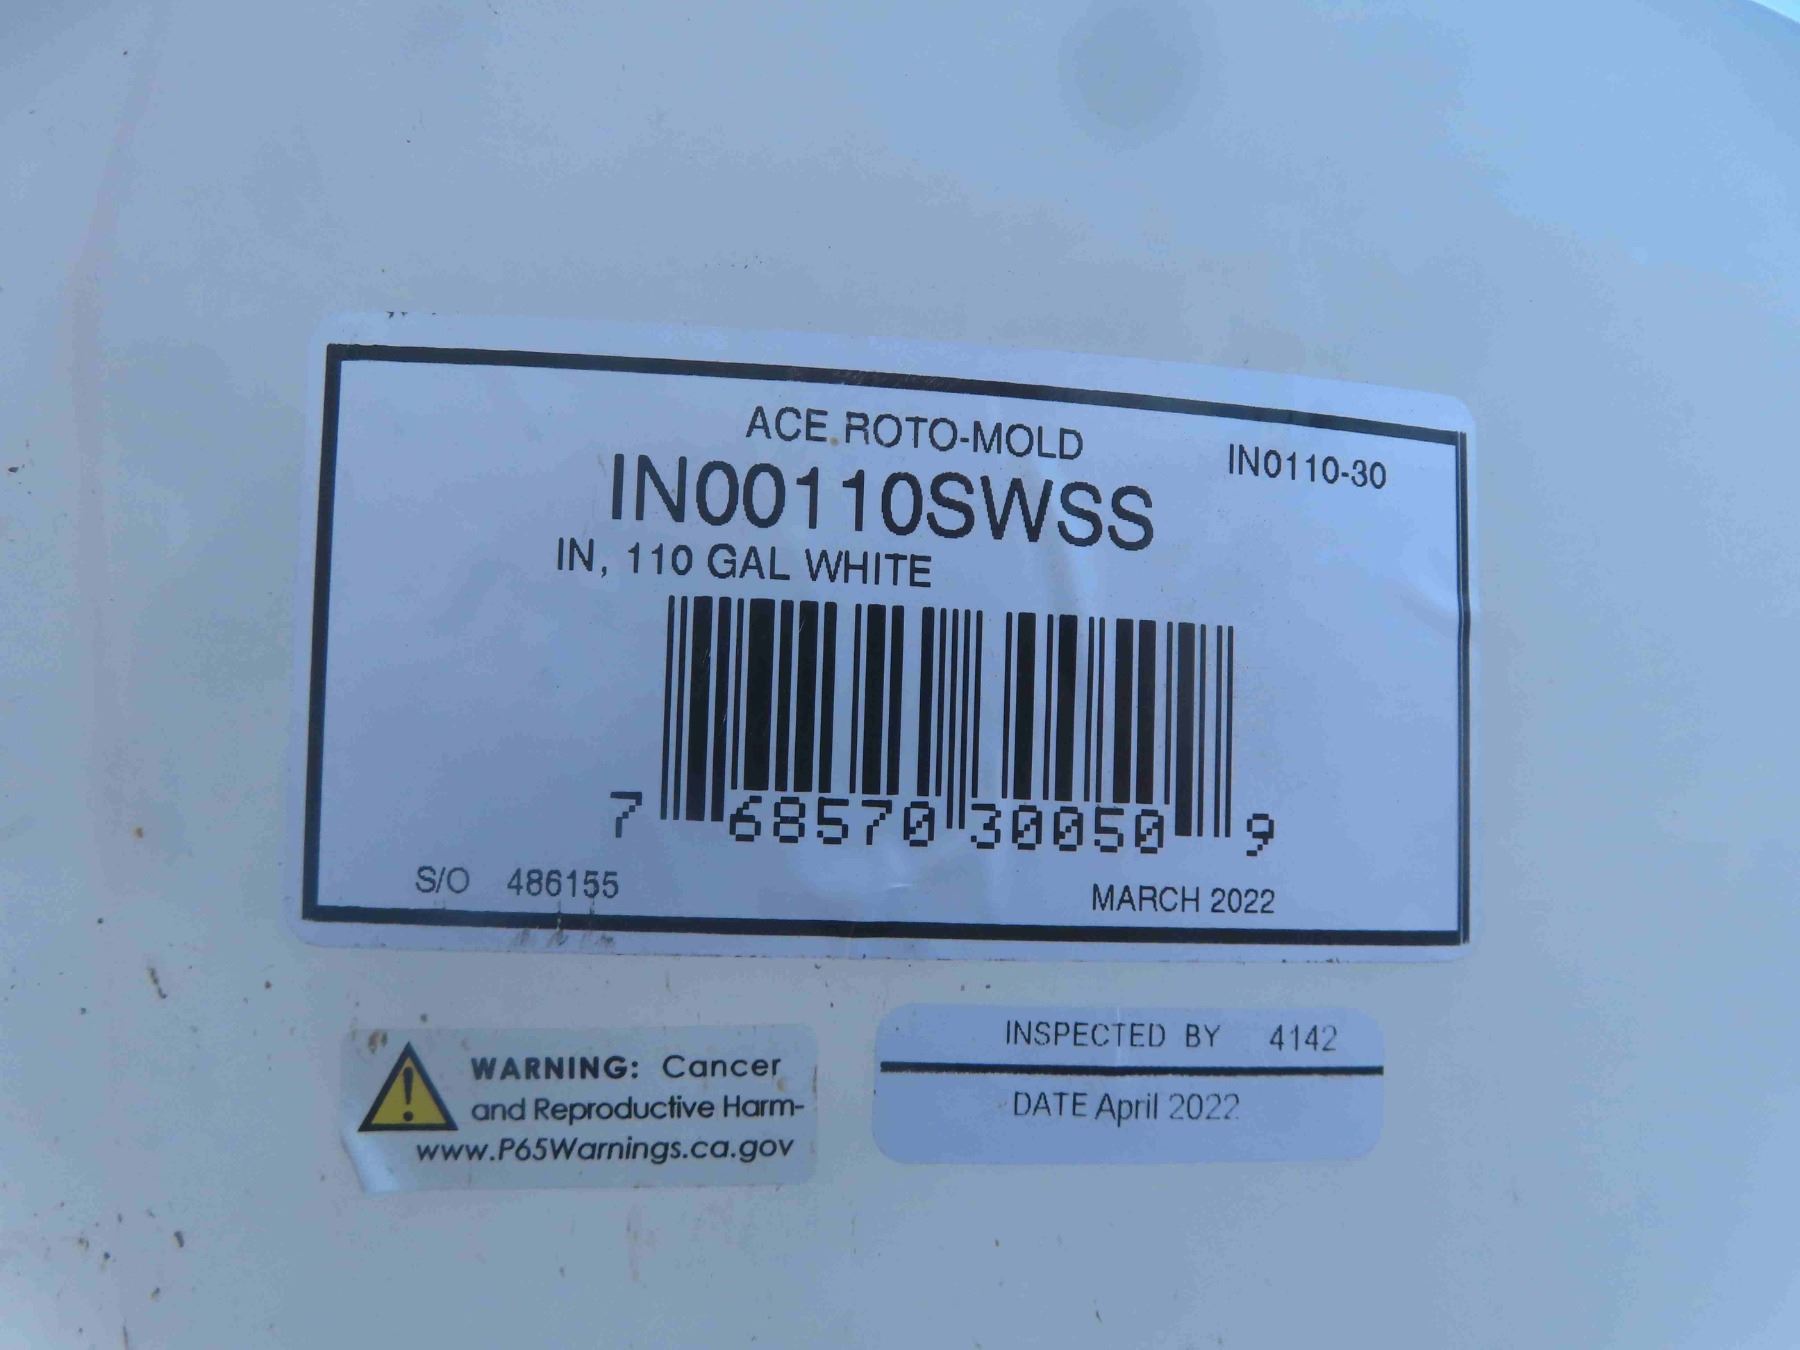 ACE ROTO-MOLD
IN0110-30
IN00110SWSS
IN, 110 GAL WHITE
7 68570 30050 9
S/O 486155
MARCH 2022
WARNING: Cancer
and Reproductive Harm-
www.P65Warnings.ca.gov
INSPECTED BY 4142
DATE April 2022